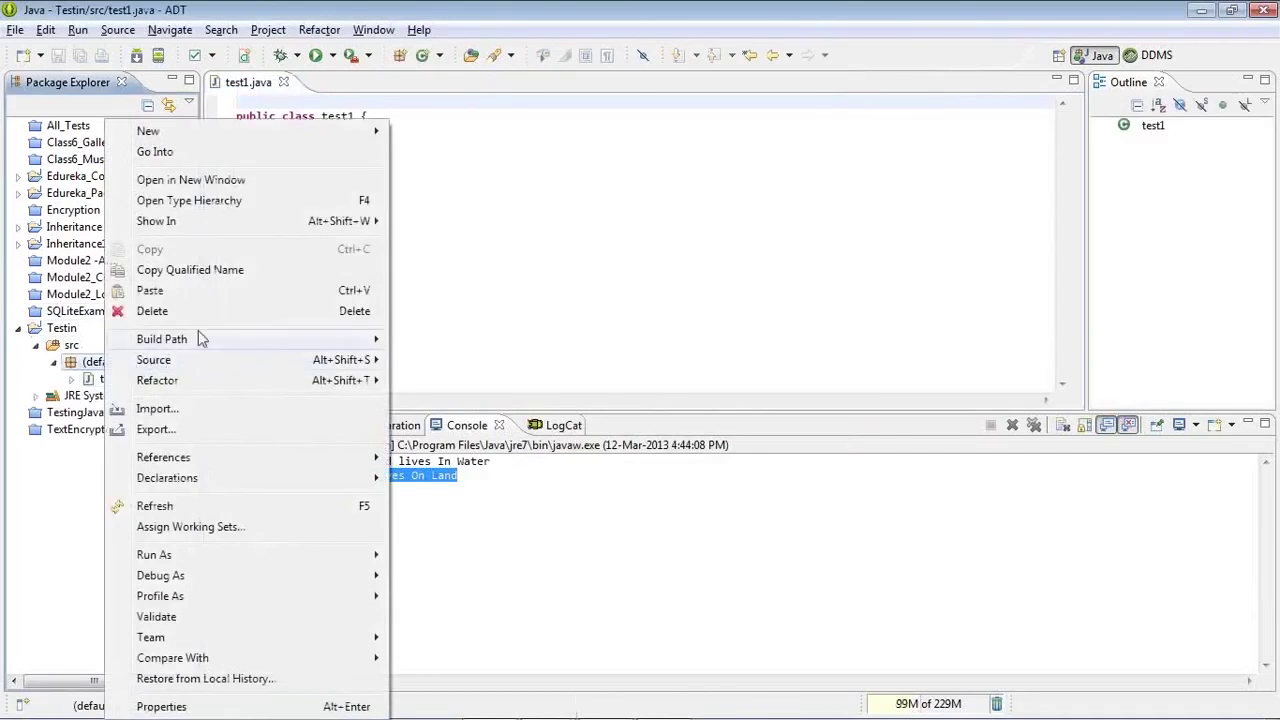 Java - Testin/src/test1.java - ADT
File Edit Run Source Navigate Search Project Refactor Window Help
Java DDMS
Package Explorer
test1.java
Outline
All_Tests
Class6_Galle
Class6_Mus
Edureka_Co
Edureka_Pa
Encryption
Inheritance
Inheritance
Module2 -A
Module2_C
Module2_Lo
SQLiteExam
Testin
src
(defa
t
JRE Syst
TestingJava
TextEncrypt
New
Go Into
Open in New Window
Open Type Hierarchy F4
Show In Alt+Shift+W
Copy Ctrl+C
Copy Qualified Name
Paste Ctrl+V
Delete Delete
Build Path
Source Alt+Shift+S
Refactor Alt+Shift+T
Import...
Export...
References
Declarations
Refresh F5
Assign Working Sets...
Run As
Debug As
Profile As
Validate
Team
Compare With
Restore from Local History...
Properties Alt+Enter
public class test1 {
test1
ration Console LogCat
] C:\Program Files\Java\jre7\bin\javaw.exe (12-Mar-2013 4:44:08 PM)
lives In Water
es On Land
(defau
99M of 229M